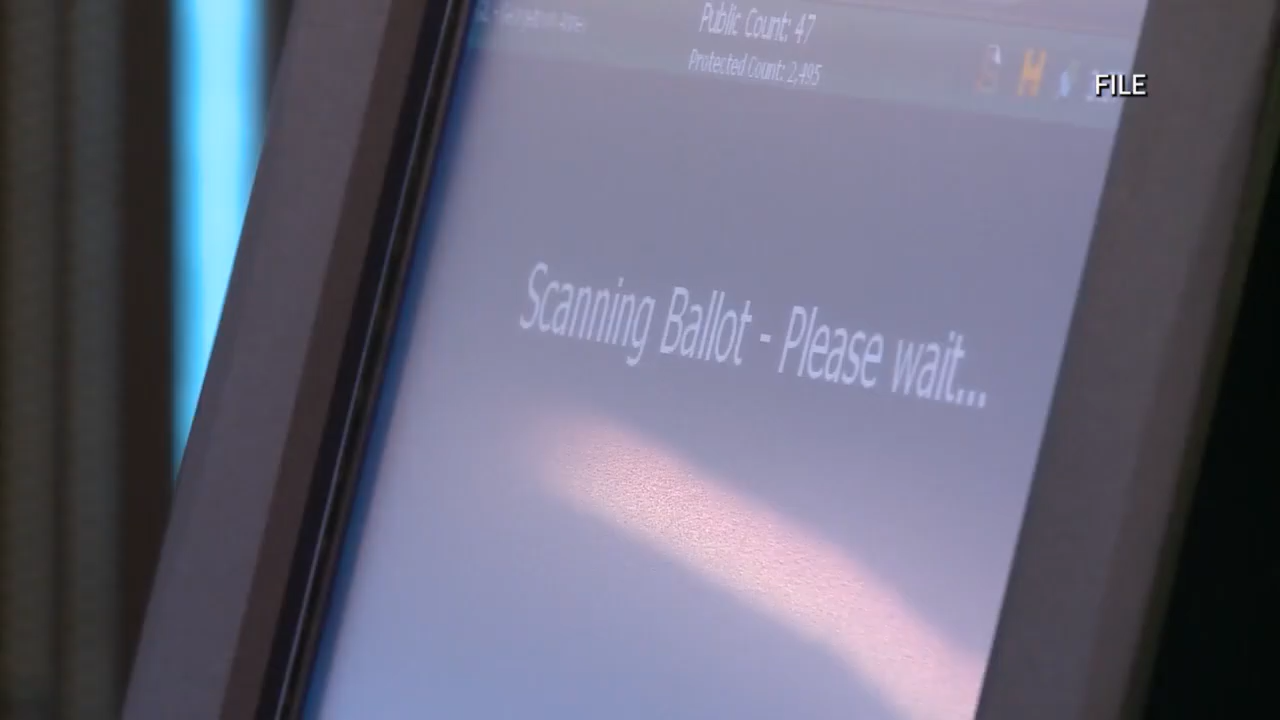 Public Count: 47
Protected Count: 2,495
FILE
Scanning Ballot - Please wait...